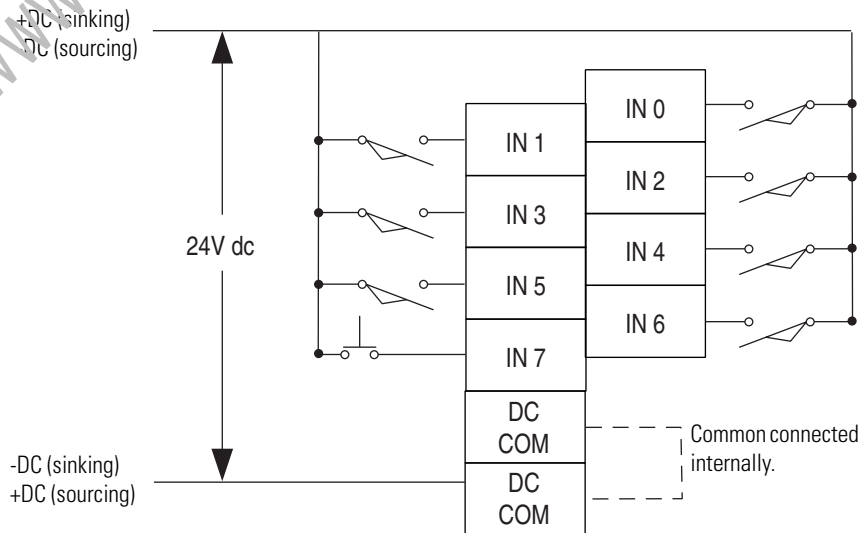 +DC (sinking)
-DC (sourcing)
IN 0
IN 1
IN 2
IN 3
24V dc
IN 4
IN 5
IN 6
IN 7
DC
COM
Common connected
internally.
-DC (sinking)
+DC (sourcing)
DC
COM